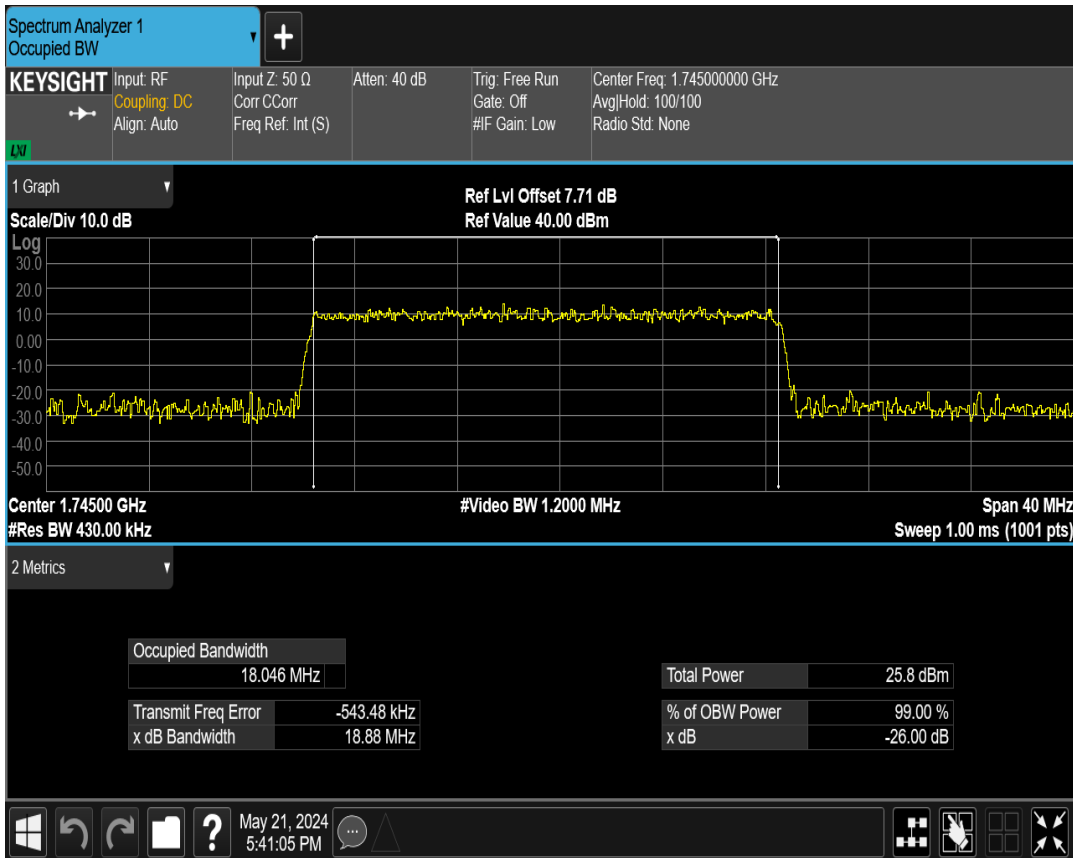 Spectrum Analyzer 1
Occupied BW
+
KEYSIGHT
LXI
Input: RF
Coupling: DC
Align: Auto
Input Z: 50 Ω
Corr CCorr
Freq Ref: Int (S)
Atten: 40 dB
Trig: Free Run
Gate: Off
#IF Gain: Low
Center Freq: 1.745000000 GHz
Avg|Hold: 100/100
Radio Std: None
1 Graph
Scale/Div 10.0 dB
Ref Lvl Offset 7.71 dB
Ref Value 40.00 dBm
Log
30.0
20.0
10.0
0.00
-10.0
-20.0
-30.0
-40.0
-50.0
Center 1.74500 GHz
#Res BW 430.00 kHz
#Video BW 1.2000 MHz
Span 40 MHz
Sweep 1.00 ms (1001 pts)
2 Metrics
Occupied Bandwidth
18.046 MHz
Transmit Freq Error -543.48 kHz
x dB Bandwidth 18.88 MHz
Total Power 25.8 dBm
% of OBW Power 99.00 %
x dB -26.00 dB
?
May 21, 2024
5:41:05 PM